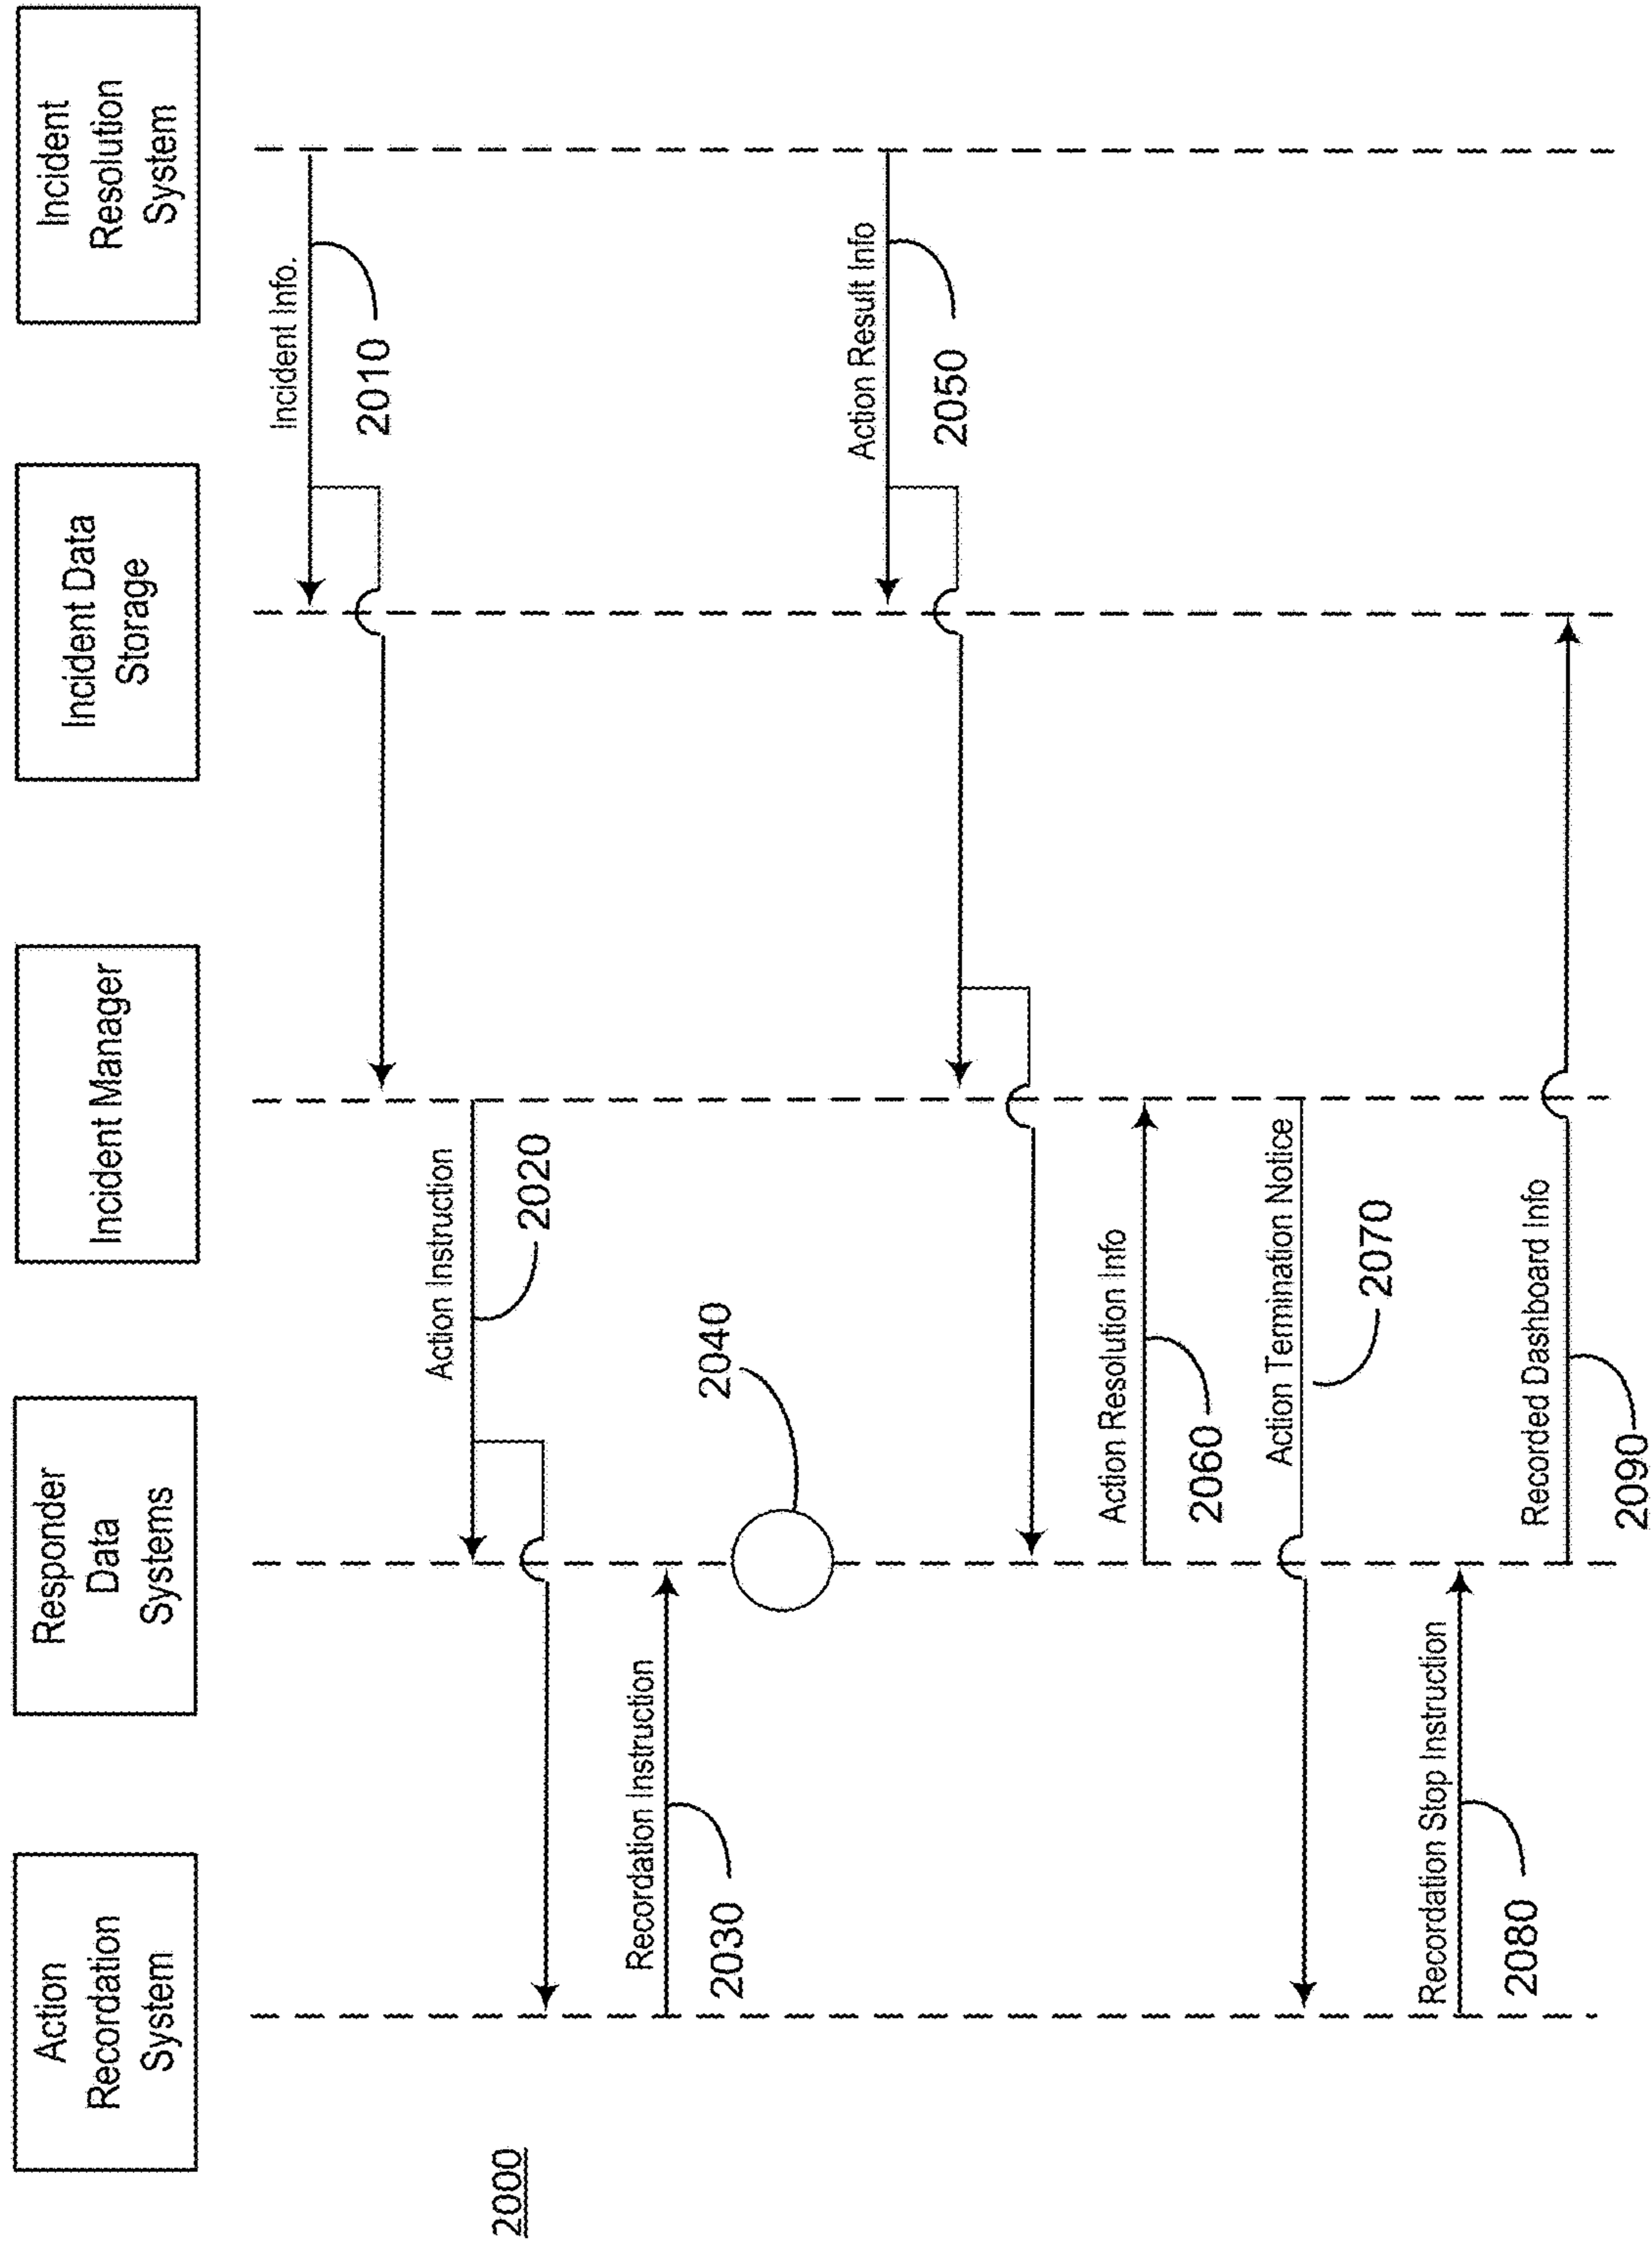 Action
Recordation
System
Responder
Data
Systems
Incident Manager
Incident Data
Storage
Incident
Resolution
System
2000
Incident Info.
2010
Action Instruction
2020
Recordation Instruction
2030
2040
Action Result Info
2050
Action Resolution Info
2060
Action Termination Notice
2070
Recordation Stop Instruction
2080
Recorded Dashboard Info
2090